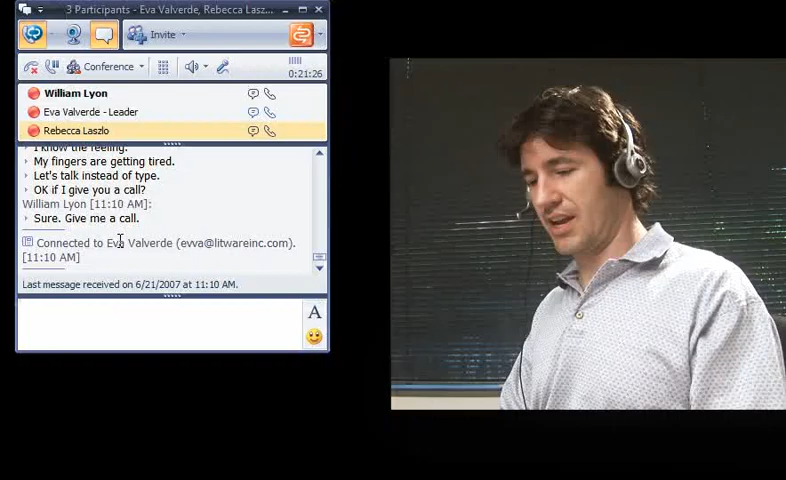 3 Participants - Eva Valverde, Rebecca Lasz...
Invite
Conference
0:21:26
William Lyon
Eva Valverde - Leader
Rebecca Laszlo
I know the feeling.
My fingers are getting tired.
Let's talk instead of type.
OK if I give you a call?
William Lyon [11:10 AM]:
Sure. Give me a call.
Connected to Eva Valverde (evva@litwareinc.com).
[11:10 AM]
Last message received on 6/21/2007 at 11:10 AM.
A